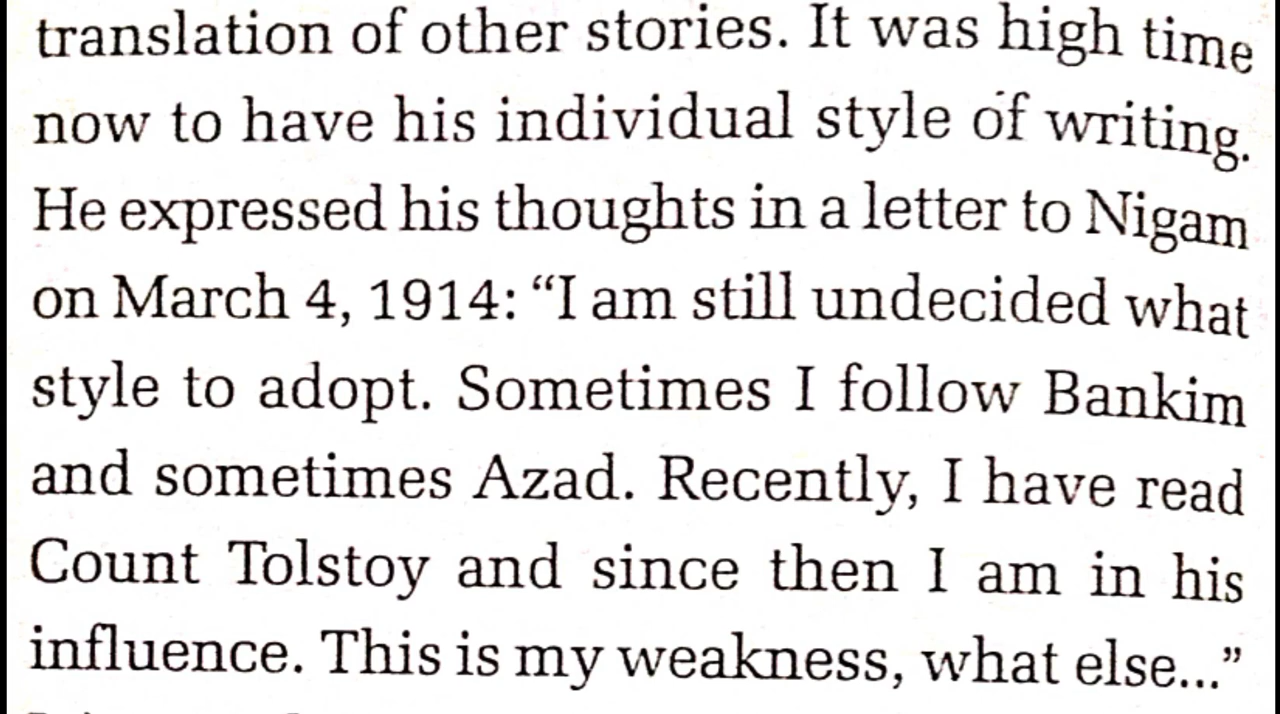 translation of other stories. It was high time
now to have his individual style of writing.
He expressed his thoughts in a letter to Nigam
on March 4, 1914: “I am still undecided what
style to adopt. Sometimes I follow Bankim
and sometimes Azad. Recently, I have read
Count Tolstoy and since then I am in his
influence. This is my weakness, what else...”